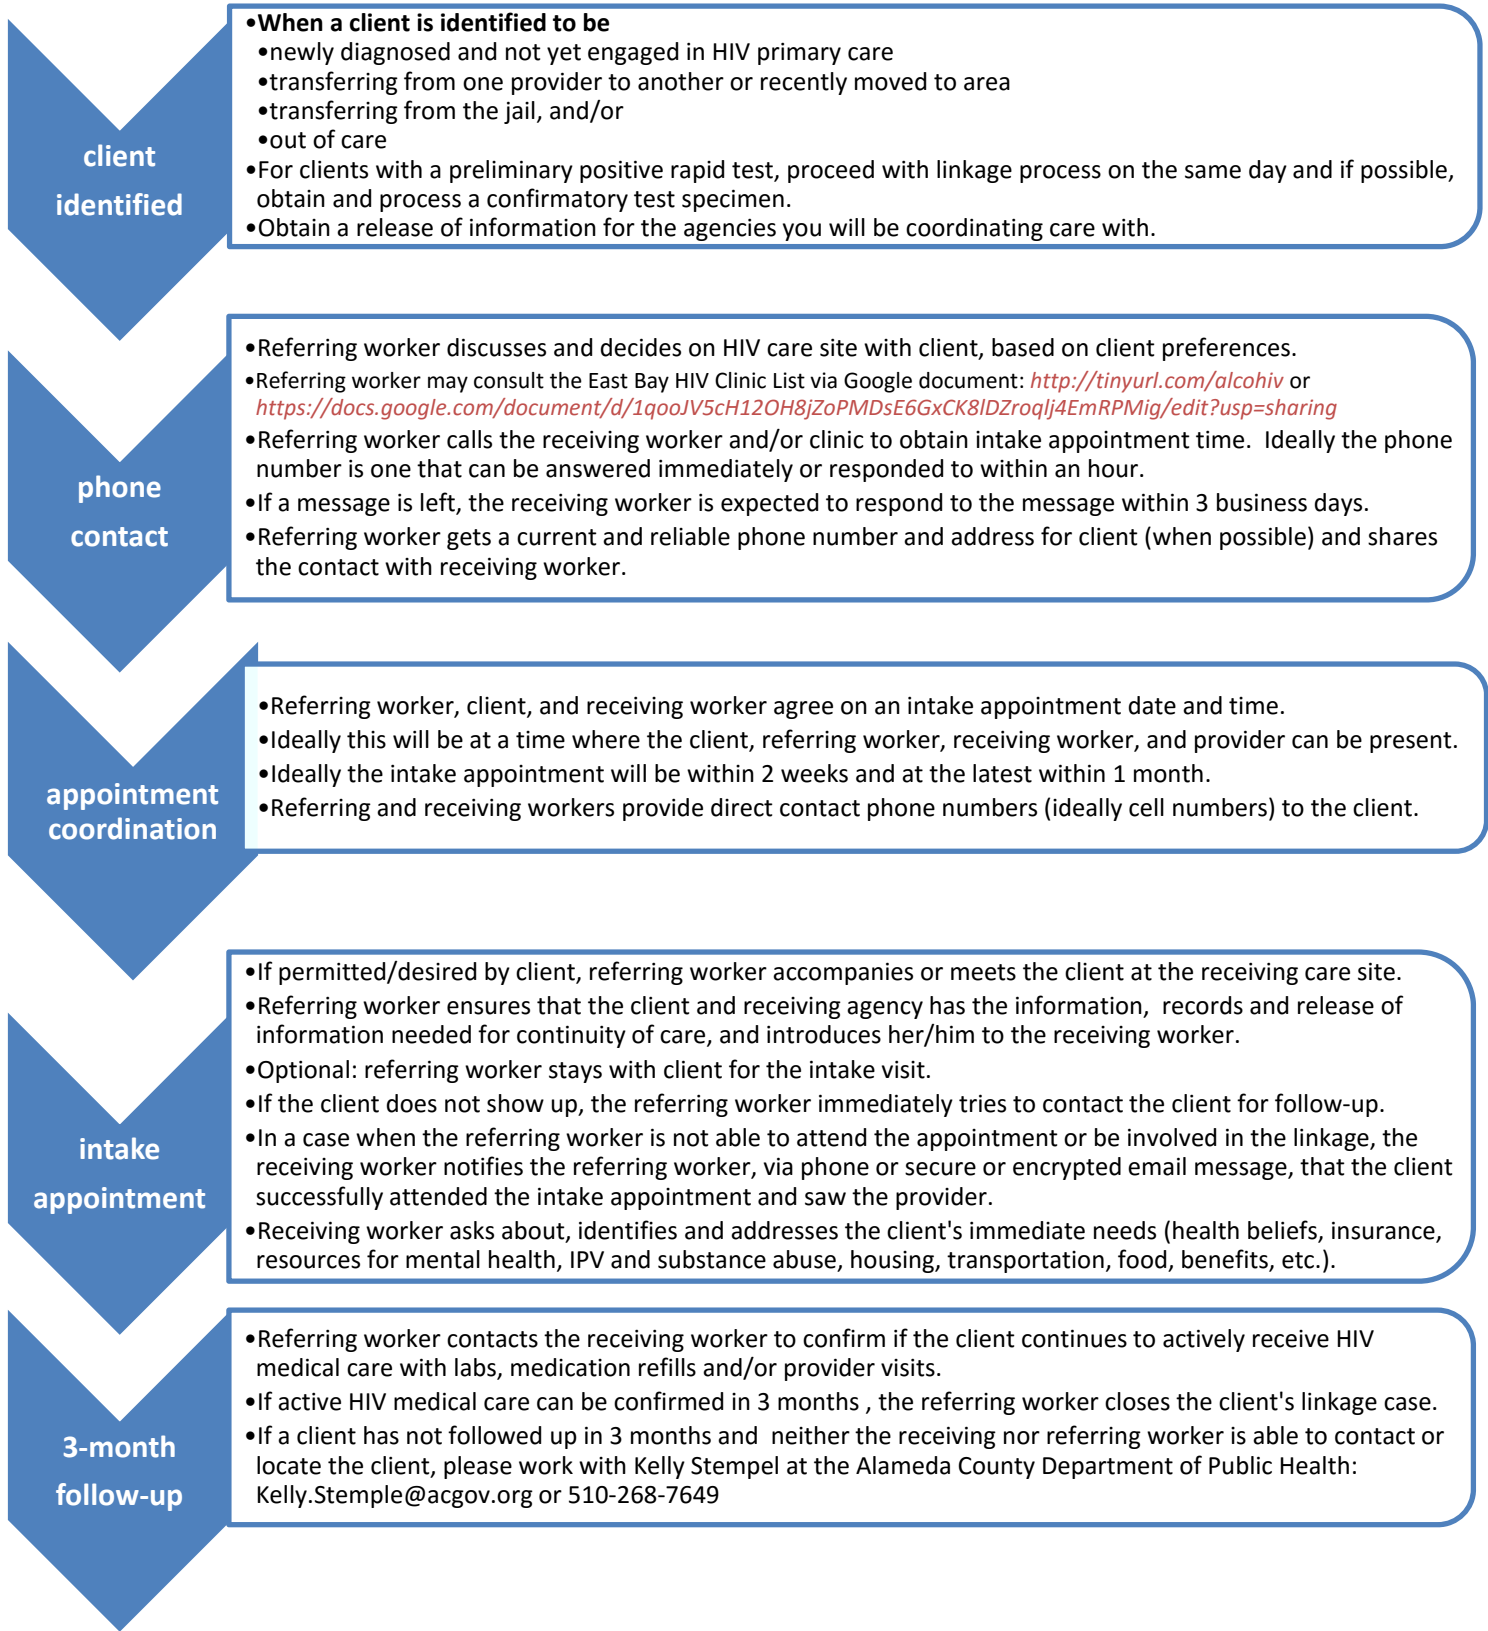 client
identified
•When a client is identified to be
•newly diagnosed and not yet engaged in HIV primary care
•transferring from one provider to another or recently moved to area
•transferring from the jail, and/or
•out of care
•For clients with a preliminary positive rapid test, proceed with linkage process on the same day and if possible,
obtain and process a confirmatory test specimen.
•Obtain a release of information for the agencies you will be coordinating care with.
phone
contact
•Referring worker discusses and decides on HIV care site with client, based on client preferences.
•Referring worker may consult the East Bay HIV Clinic List via Google document: http://tinyurl.com/alcohiv or
https://docs.google.com/document/d/1qooJV5cH12OH8jZoPMDsE6GxCK8lDZroqlj4EmRPMig/edit?usp=sharing
•Referring worker calls the receiving worker and/or clinic to obtain intake appointment time.  Ideally the phone
number is one that can be answered immediately or responded to within an hour.
•If a message is left, the receiving worker is expected to respond to the message within 3 business days.
•Referring worker gets a current and reliable phone number and address for client (when possible) and shares
the contact with receiving worker.
appointment
coordination
•Referring worker, client, and receiving worker agree on an intake appointment date and time.
•Ideally this will be at a time where the client, referring worker, receiving worker, and provider can be present.
•Ideally the intake appointment will be within 2 weeks and at the latest within 1 month.
•Referring and receiving workers provide direct contact phone numbers (ideally cell numbers) to the client.
intake
appointment
•If permitted/desired by client, referring worker accompanies or meets the client at the receiving care site.
•Referring worker ensures that the client and receiving agency has the information,  records and release of
information needed for continuity of care, and introduces her/him to the receiving worker.
•Optional: referring worker stays with client for the intake visit.
•If the client does not show up, the referring worker immediately tries to contact the client for follow-up.
•In a case when the referring worker is not able to attend the appointment or be involved in the linkage, the
receiving worker notifies the referring worker, via phone or secure or encrypted email message, that the client
successfully attended the intake appointment and saw the provider.
•Receiving worker asks about, identifies and addresses the client's immediate needs (health beliefs, insurance,
resources for mental health, IPV and substance abuse, housing, transportation, food, benefits, etc.).
3-month
follow-up
•Referring worker contacts the receiving worker to confirm if the client continues to actively receive HIV
medical care with labs, medication refills and/or provider visits.
•If active HIV medical care can be confirmed in 3 months , the referring worker closes the client's linkage case.
•If a client has not followed up in 3 months and  neither the receiving nor referring worker is able to contact or
locate the client, please work with Kelly Stempel at the Alameda County Department of Public Health:
Kelly.Stemple@acgov.org or 510-268-7649